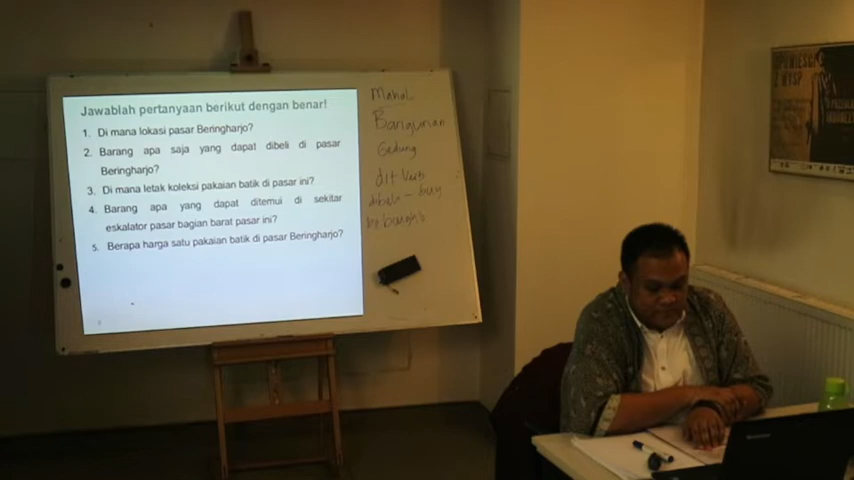 Jawablah pertanyaan berikut dengan benar!
1. Di mana lokasi pasar Beringharjo?
2. Barang apa saja yang dapat dibeli di pasar
Beringharjo?
3. Di mana letak koleksi pakaian batik di pasar ini?
4. Barang apa yang dapat ditemui di sekitar
eskalator pasar bagian barat pasar ini?
5. Berapa harga satu pakaian batik di pasar Beringharjo?
Mahal
Bangunan
Gedung
dibeli - buy